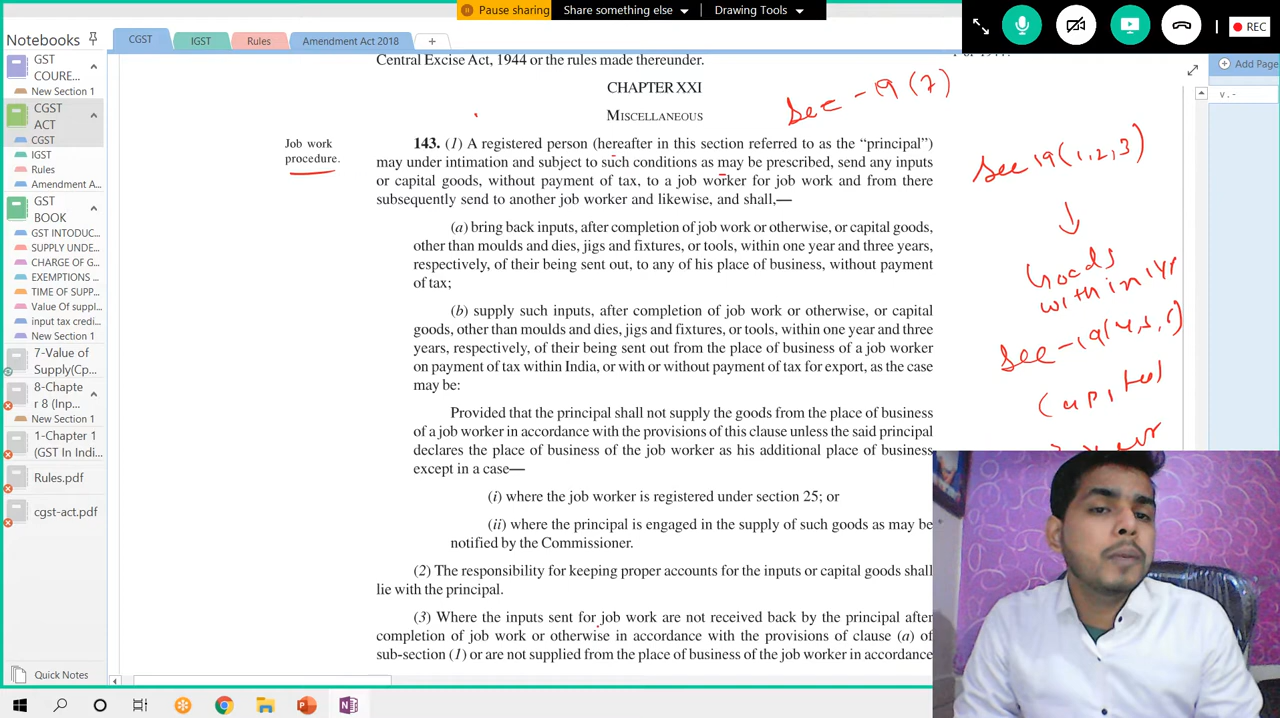 Pause sharing
Share something else
Drawing Tools
REC
Notebooks
CGST
IGST
Rules
Amendment Act 2018
+
GST
COURE...
New Section 1
CGST
ACT
CGST
IGST
Rules
Amendment A...
GST
BOOK
GST INTODUC...
SUPPLY UNDE...
CHARGE OF G...
EXEMPTIONS
TIME OF SUPP...
Value Of suppl...
input tax credi...
New Section 1
7-Value of
Supply(Cp...
8-Chapte
r 8 (Inp...
New Section 1
1-Chapter 1
(GST In Indi...
Rules.pdf
cgst-act.pdf
Quick Notes
Add Page
Central Excise Act, 1944 or the rules made thereunder.
CHAPTER XXI
MISCELLANEOUS
Sec - 19 (7)
Job work
procedure.
143. (1) A registered person (hereafter in this section referred to as the “principal”)
may under intimation and subject to such conditions as may be prescribed, send any inputs
or capital goods, without payment of tax, to a job worker for job work and from there
subsequently send to another job worker and likewise, and shall,—
(a) bring back inputs, after completion of job work or otherwise, or capital goods,
other than moulds and dies, jigs and fixtures, or tools, within one year and three years,
respectively, of their being sent out, to any of his place of business, without payment
of tax;
(b) supply such inputs, after completion of job work or otherwise, or capital
goods, other than moulds and dies, jigs and fixtures, or tools, within one year and three
years, respectively, of their being sent out from the place of business of a job worker
on payment of tax within India, or with or without payment of tax for export, as the case
may be:
Provided that the principal shall not supply the goods from the place of business
of a job worker in accordance with the provisions of this clause unless the said principal
declares the place of business of the job worker as his additional place of business
except in a case—
(i) where the job worker is registered under section 25; or
(ii) where the principal is engaged in the supply of such goods as may be
notified by the Commissioner.
(2) The responsibility for keeping proper accounts for the inputs or capital goods shall
lie with the principal.
(3) Where the inputs sent for job work are not received back by the principal after
completion of job work or otherwise in accordance with the provisions of clause (a) of
sub-section (1) or are not supplied from the place of business of the job worker in accordance
Sec 19 (1,2,3)
Goods
within 1yr
Sec - 19 (4,5,
Capital